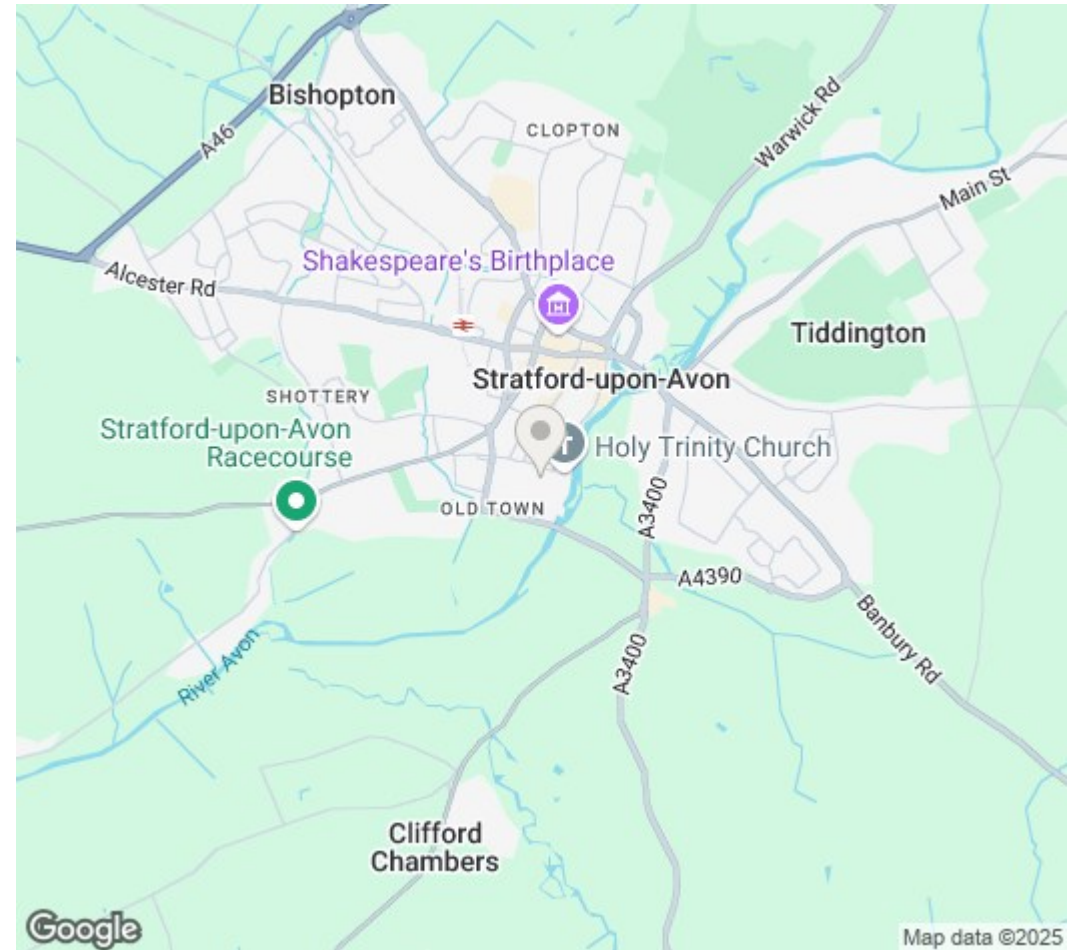 Bishopton
CLOPTON
A46
Warwick Rd
Main St
Shakespeare's Birthplace
Alcester Rd
Tiddington
Stratford-upon-Avon
SHOTTERY
Stratford-upon-Avon
Racecourse
Holy Trinity Church
OLD TOWN
A3400
A4390
Banbury Rd
River Avon
A3400
Clifford
Chambers
Google
Map data ©2025